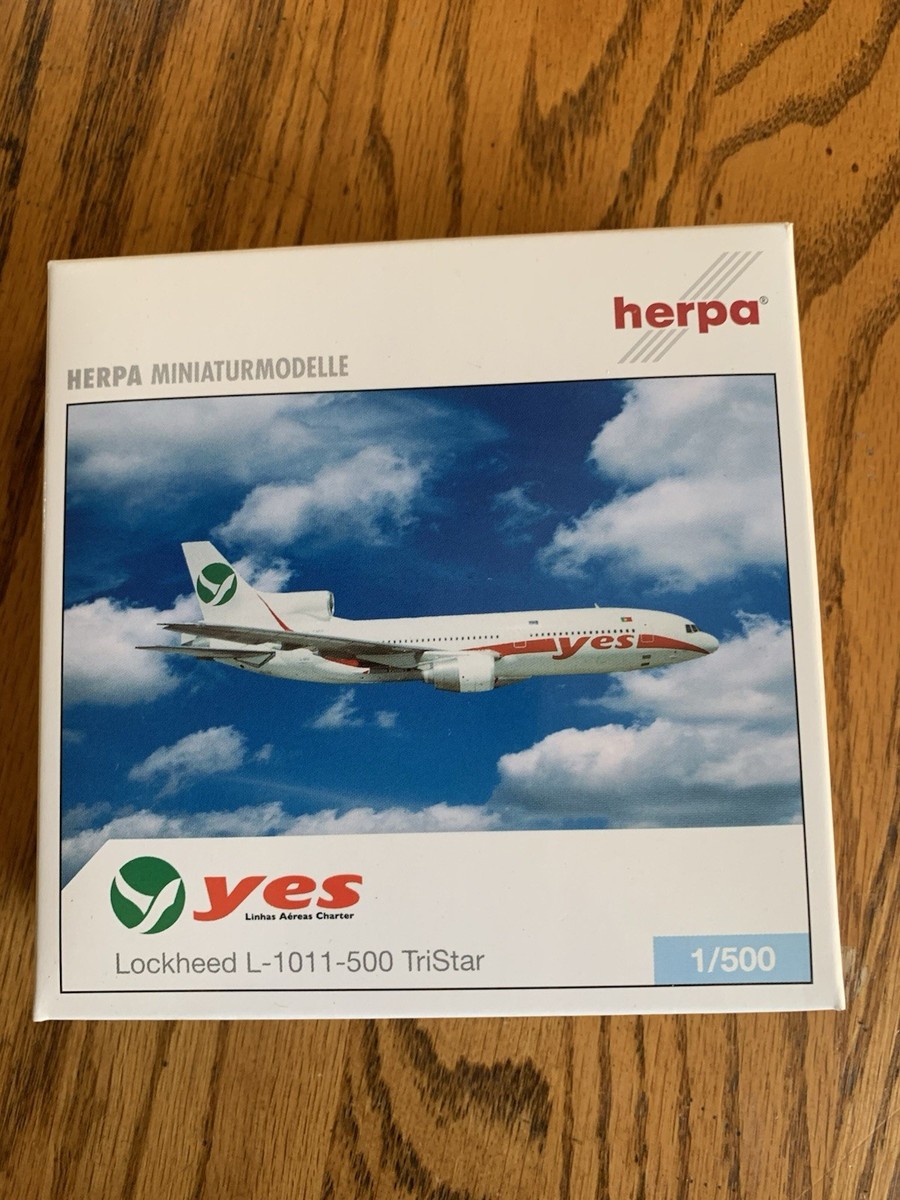 herpa®
HERPA MINIATURMODELLE
yes
yes
Linhas Aéreas Charter
Lockheed L-1011-500 TriStar
1/500